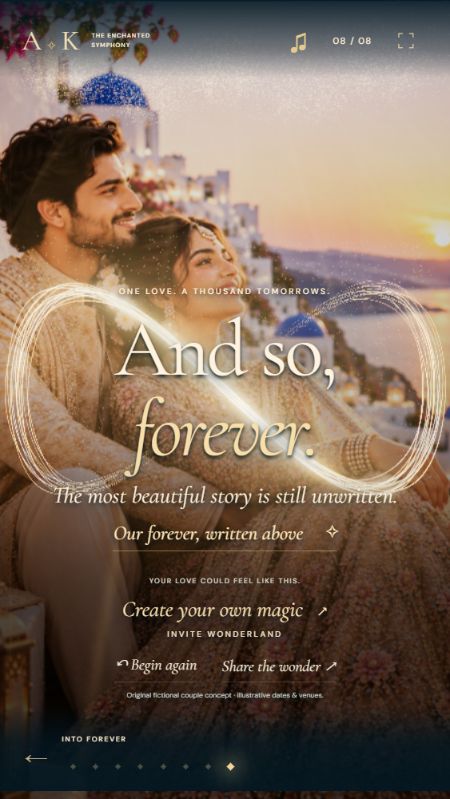 A K
THE ENCHANTED
SYMPHONY
08 / 08
ONE LOVE. A THOUSAND TOMORROWS.
And so,
forever.
The most beautiful story is still unwritten.
Our forever, written above
YOUR LOVE COULD FEEL LIKE THIS.
Create your own magic ↗
INVITE WONDERLAND
↶ Begin again Share the wonder ↗
Original fictional couple concept · Illustrative dates & venues.
INTO FOREVER
←